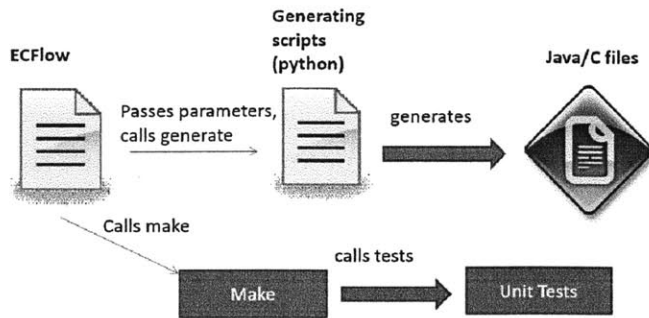 ECFlow
Generating
scripts
(python)
Java/C files
Passes parameters,
calls generate
generates
Calls make
calls tests
Make
Unit Tests